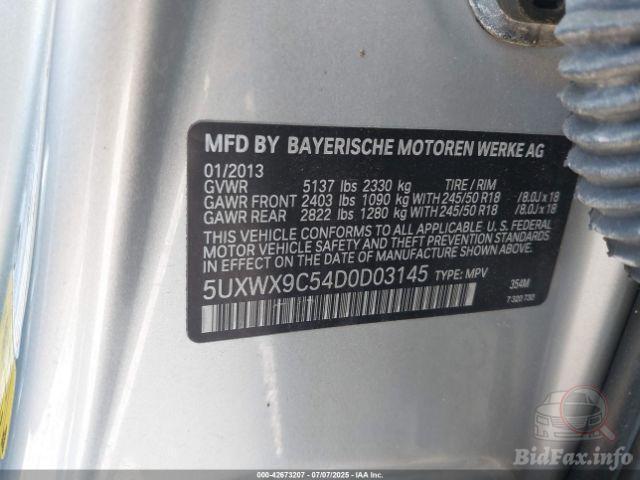 MFD BY BAYERISCHE MOTOREN WERKE AG
01/2013
GVWR 5137 lbs 2330 kg TIRE / RIM
GAWR FRONT 2403 lbs 1090 kg WITH 245/50 R18 /8.0J x 18
GAWR REAR 2822 lbs 1280 kg WITH 245/50 R18 /8.0J x 18
THIS VEHICLE CONFORMS TO ALL APPLICABLE U. S. FEDERAL
MOTOR VEHICLE SAFETY AND THEFT PREVENTION STANDARDS
IN EFFECT ON THE DATE OF MANUFACTURE SHOWN ABOVE.
5UXWX9C54D0D03145 TYPE: MPV
354M
7 320 730
BidFax.info
000-42673207 - 07/07/2025 - IAA Inc.